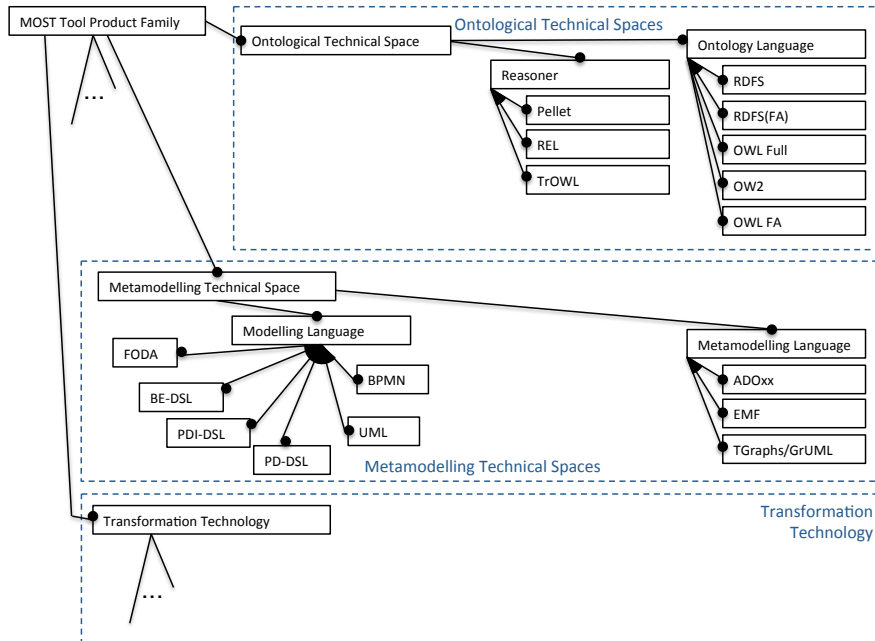 MOST Tool Product Family
Ontological Technical Spaces
Ontological Technical Space
Ontology Language
Reasoner
RDFS
Pellet
RDFS(FA)
REL
OWL Full
TrOWL
OW2
OWL FA
...
Metamodelling Technical Space
Modelling Language
Metamodelling Language
FODA
BPMN
ADOxx
BE-DSL
EMF
PDI-DSL
UML
PD-DSL
TGraphs/GrUML
Metamodelling Technical Spaces
Transformation Technology
Transformation
Technology
...